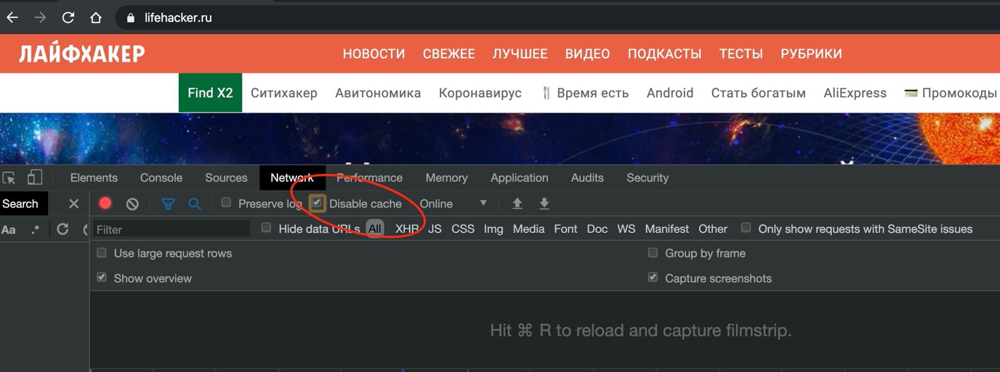 lifehacker.ru
ЛАЙФХАКЕР НОВОСТИ СВЕЖЕЕ ЛУЧШЕЕ ВИДЕО ПОДКАСТЫ ТЕСТЫ РУБРИКИ
Find X2 Ситихакер Авитономика Коронавирус Время есть Android Стать богатым AliExpress Промокоды
Elements Console Sources Network Performance Memory Application Audits Security
Search Preserve log Disable cache Online
Aa .* Filter Hide data URLs All XHR JS CSS Img Media Font Doc WS Manifest Other Only show requests with SameSite issues
Use large request rows Group by frame
Show overview Capture screenshots
Hit ⌘ R to reload and capture filmstrip.